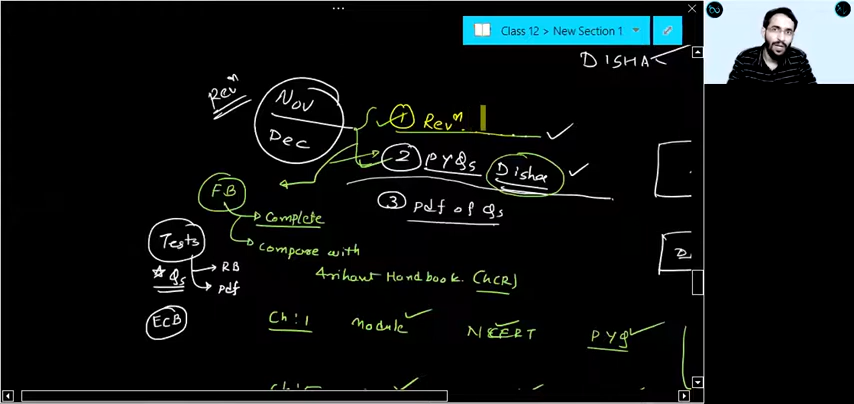 Class 12 > New Section 1
DISHA
Revⁿ
Nov
Dec
1 Revⁿ.
2 PYQs Disha
3 pdf of Qs
FB
Complete
compare with
Arihant Handbook. (hCR)
Tests
RB
Qs
pdf
ECB
Ch:1 Module NCERT PYQ